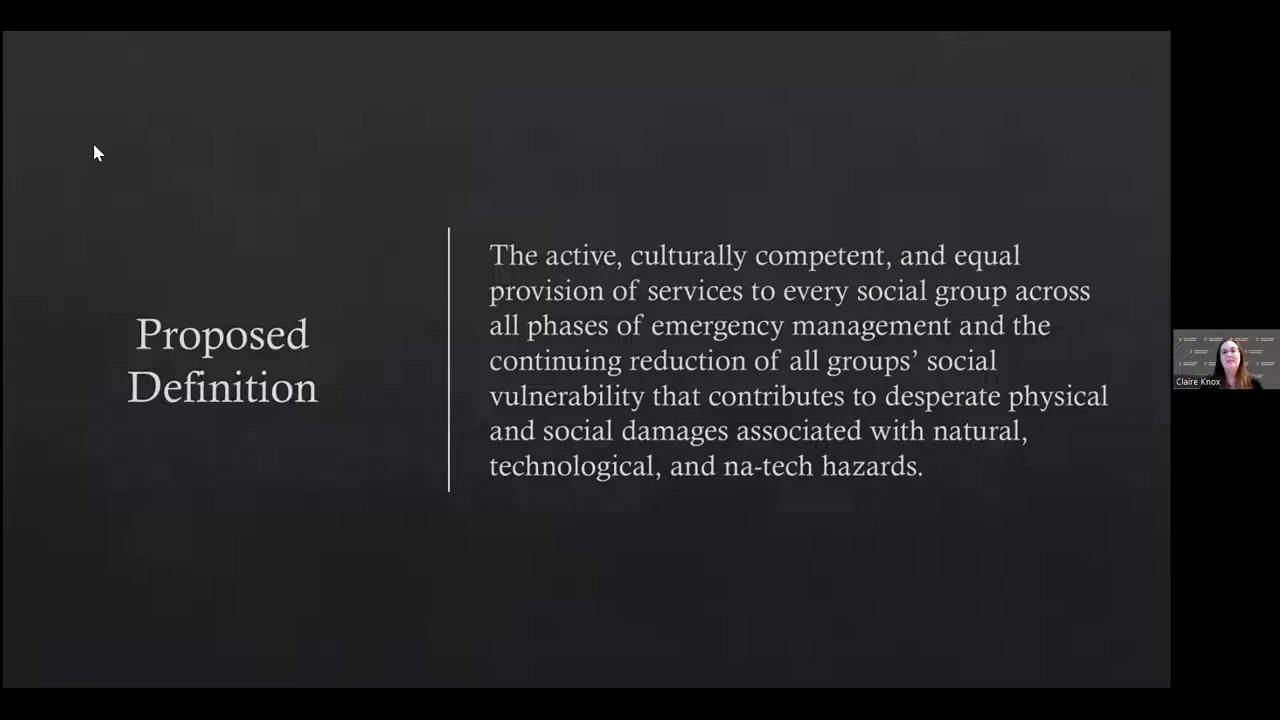 Proposed
Definition
The active, culturally competent, and equal
provision of services to every social group across
all phases of emergency management and the
continuing reduction of all groups’ social
vulnerability that contributes to desperate physical
and social damages associated with natural,
technological, and na-tech hazards.
Claire Knox